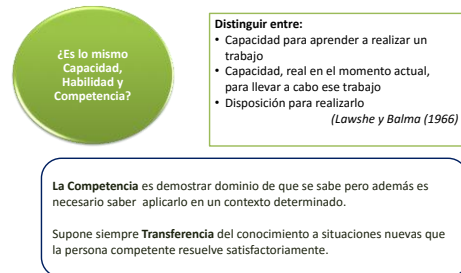 ¿Es lo mismo
Capacidad,
Habilidad y
Competencia?
Distinguir entre:
• Capacidad para aprender a realizar un
trabajo
• Capacidad, real en el momento actual,
para llevar a cabo ese trabajo
• Disposición para realizarlo
(Lawshe y Balma (1966)
La Competencia es demostrar dominio de que se sabe pero además es
necesario saber aplicarlo en un contexto determinado.
Supone siempre Transferencia del conocimiento a situaciones nuevas que
la persona competente resuelve satisfactoriamente.